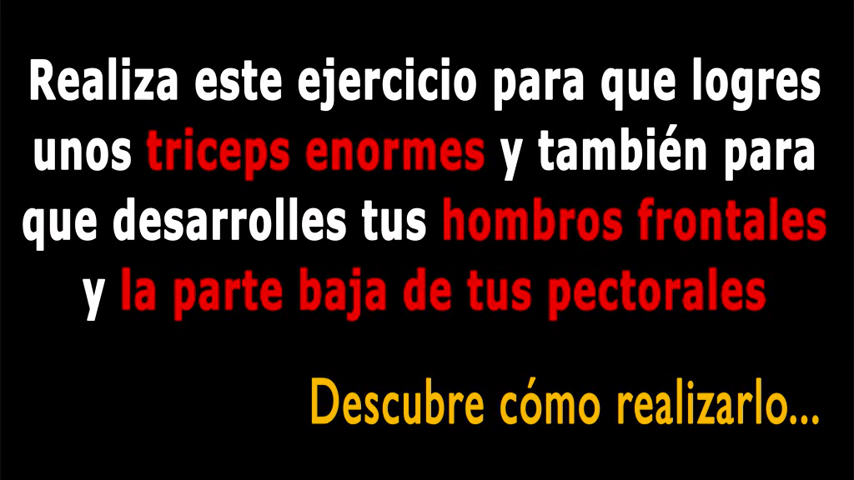 Realiza este ejercicio para que logres
unos triceps enormes y también para
que desarrolles tus hombros frontales
y la parte baja de tus pectorales
Descubre cómo realizarlo...